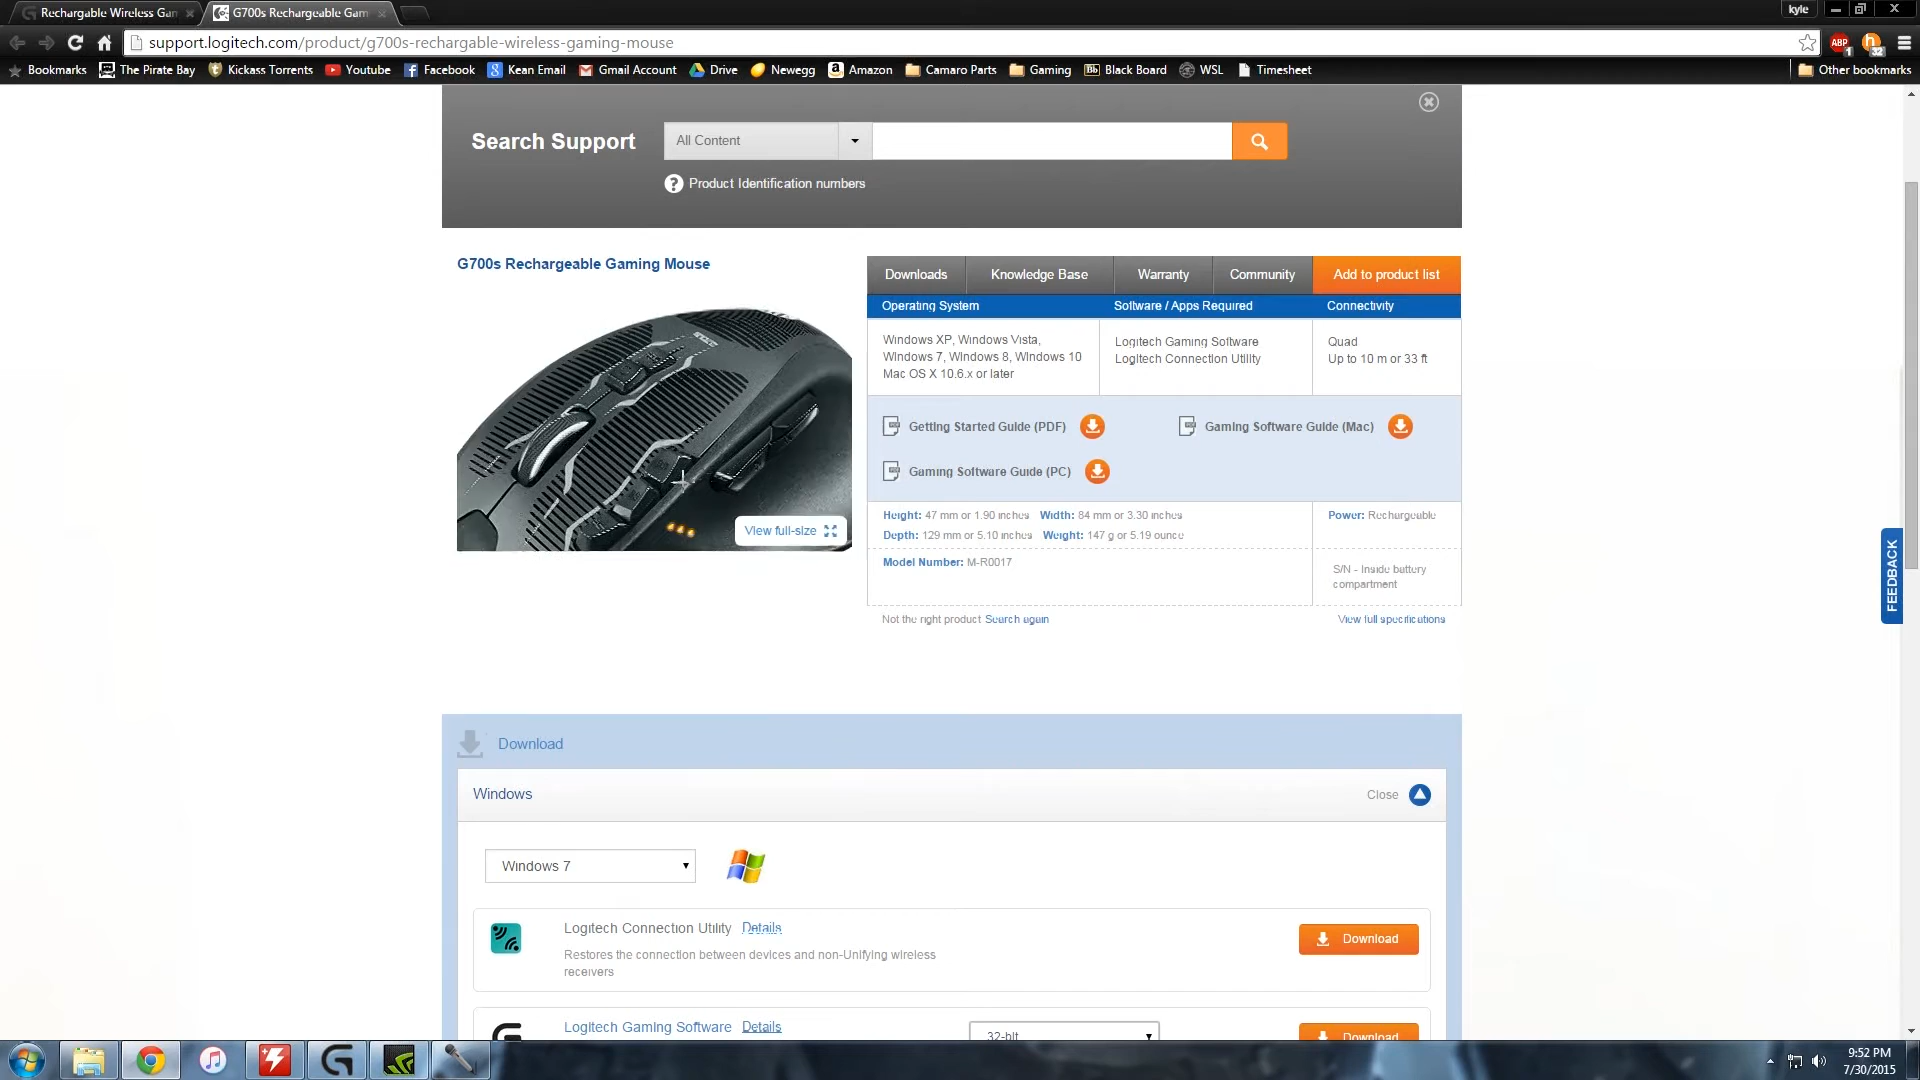 Rechargable Wireless Gan
G700s Rechargeable Gam
kyle
support.logitech.com/product/g700s-rechargable-wireless-gaming-mouse
ABP
1
h
32
Bookmarks
The Pirate Bay
Kickass Torrents
Youtube
Facebook
Kean Email
Gmail Account
Drive
Newegg
Amazon
Camaro Parts
Gaming
Bb
Black Board
WSL
Timesheet
Other bookmarks
Search Support
All Content
Product Identification numbers
G700s Rechargeable Gaming Mouse
View full-size
Downloads
Knowledge Base
Warranty
Community
Add to product list
Operating System
Software / Apps Required
Connectivity
Windows XP, Windows Vista,
Windows 7, Windows 8, Windows 10
Mac OS X 10.6.x or later
Logitech Gaming Software
Logitech Connection Utility
Quad
Up to 10 m or 33 ft
Getting Started Guide (PDF)
Gaming Software Guide (Mac)
Gaming Software Guide (PC)
Height: 47 mm or 1.90 inches Width: 84 mm or 3.30 inches
Depth: 129 mm or 5.10 inches Weight: 147 g or 5.19 ounce
Power: Rechargeable
Model Number: M-R0017
S/N - Inside battery
compartment
Not the right product Search again
View full specifications
FEEDBACK
Download
Windows
Close
Windows 7
Logitech Connection Utility Details
Restores the connection between devices and non-Unifying wireless
receivers
Download
Logitech Gaming Software Details
32-bit
Download
9:52 PM
7/30/2015